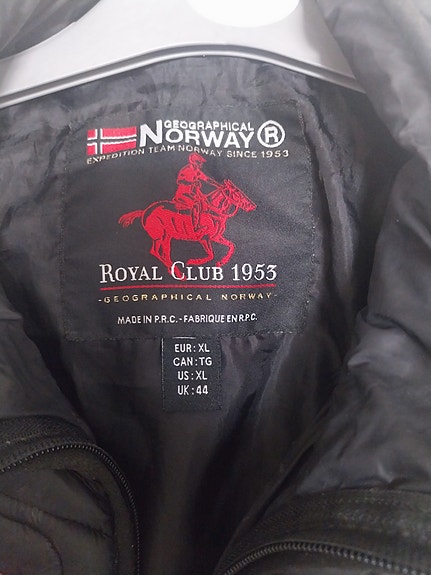 GEOGRAPHICAL
NORWAY®
EXPEDITION TEAM NORWAY SINCE 1953
ROYAL CLUB 1953
-GEOGRAPHICAL NORWAY-
MADE IN P.R.C. - FABRIQUE EN R.P.C.
EUR:XL
CAN:TG
US:XL
UK:44